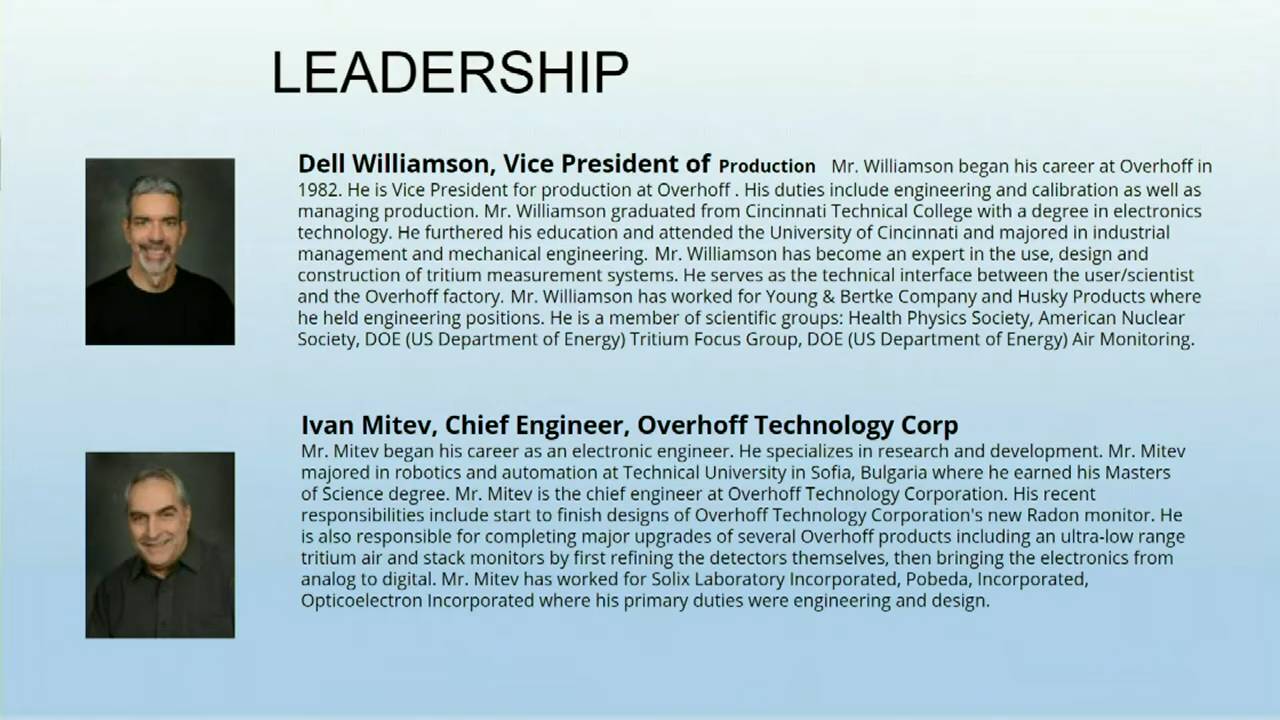 LEADERSHIP
Dell Williamson, Vice President of Production Mr. Williamson began his career at Overhoff in
1982. He is Vice President for production at Overhoff . His duties include engineering and calibration as well as
managing production. Mr. Williamson graduated from Cincinnati Technical College with a degree in electronics
technology. He furthered his education and attended the University of Cincinnati and majored in industrial
management and mechanical engineering. Mr. Williamson has become an expert in the use, design and
construction of tritium measurement systems. He serves as the technical interface between the user/scientist
and the Overhoff factory. Mr. Williamson has worked for Young & Bertke Company and Husky Products where
he held engineering positions. He is a member of scientific groups: Health Physics Society, American Nuclear
Society, DOE (US Department of Energy) Tritium Focus Group, DOE (US Department of Energy) Air Monitoring.
Ivan Mitev, Chief Engineer, Overhoff Technology Corp
Mr. Mitev began his career as an electronic engineer. He specializes in research and development. Mr. Mitev
majored in robotics and automation at Technical University in Sofia, Bulgaria where he earned his Masters
of Science degree. Mr. Mitev is the chief engineer at Overhoff Technology Corporation. His recent
responsibilities include start to finish designs of Overhoff Technology Corporation's new Radon monitor. He
is also responsible for completing major upgrades of several Overhoff products including an ultra-low range
tritium air and stack monitors by first refining the detectors themselves, then bringing the electronics from
analog to digital. Mr. Mitev has worked for Solix Laboratory Incorporated, Pobeda, Incorporated,
Opticoelectron Incorporated where his primary duties were engineering and design.